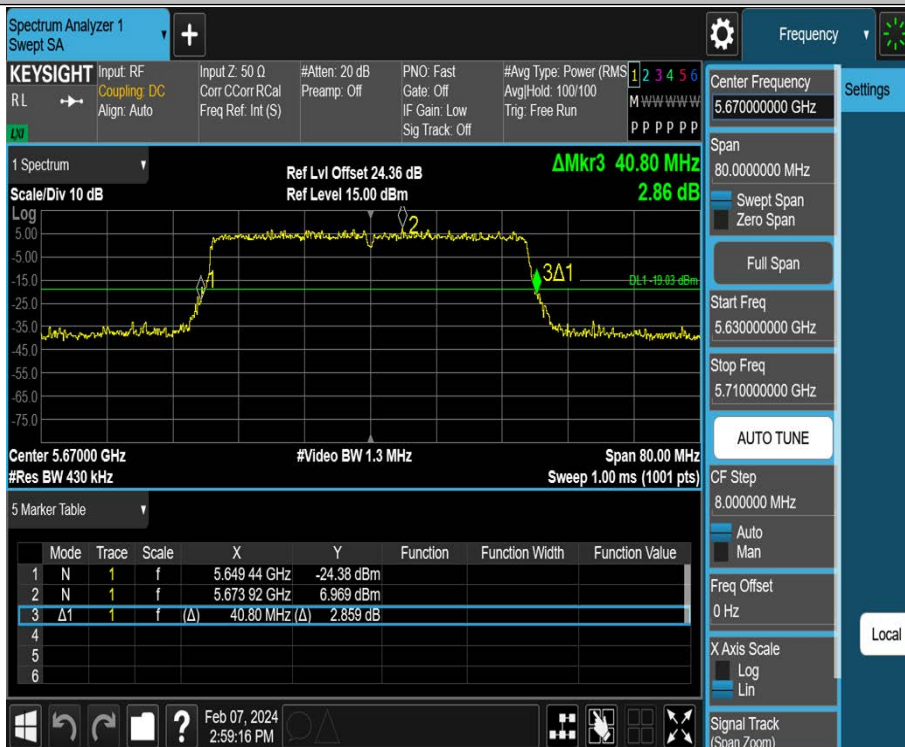 Spectrum Analyzer 1
Swept SA
+
Frequency
KEYSIGHT
RL
LXI
Input: RF
Coupling: DC
Align: Auto
Input Z: 50 Ω
Corr CCorr RCal
Freq Ref: Int (S)
#Atten: 20 dB
Preamp: Off
PNO: Fast
Gate: Off
IF Gain: Low
Sig Track: Off
#Avg Type: Power (RMS
Avg|Hold: 100/100
Trig: Free Run
1 2 3 4 5 6
M W W W W W
P P P P P P
Center Frequency
5.670000000 GHz
Settings
1 Spectrum
Scale/Div 10 dB
Ref Lvl Offset 24.36 dB
Ref Level 15.00 dBm
ΔMkr3 40.80 MHz
2.86 dB
Log
5.00
-5.00
-15.0
-25.0
-35.0
-45.0
-55.0
-65.0
-75.0
1
2
3Δ1
DL1 -19.03 dBm
Center 5.67000 GHz
#Res BW 430 kHz
#Video BW 1.3 MHz
Span 80.00 MHz
Sweep 1.00 ms (1001 pts)
Span
80.0000000 MHz
Swept Span
Zero Span
Full Span
Start Freq
5.630000000 GHz
Stop Freq
5.710000000 GHz
AUTO TUNE
CF Step
8.000000 MHz
Auto
Man
Freq Offset
0 Hz
X Axis Scale
Log
Lin
Signal Track
(Span Zoom)
Local
5 Marker Table
Mode Trace Scale X Y Function Function Width Function Value
1 N 1 f 5.649 44 GHz -24.38 dBm
2 N 1 f 5.673 92 GHz 6.969 dBm
3 Δ1 1 f (Δ) 40.80 MHz (Δ) 2.859 dB
4
5
6
?
Feb 07, 2024
2:59:16 PM